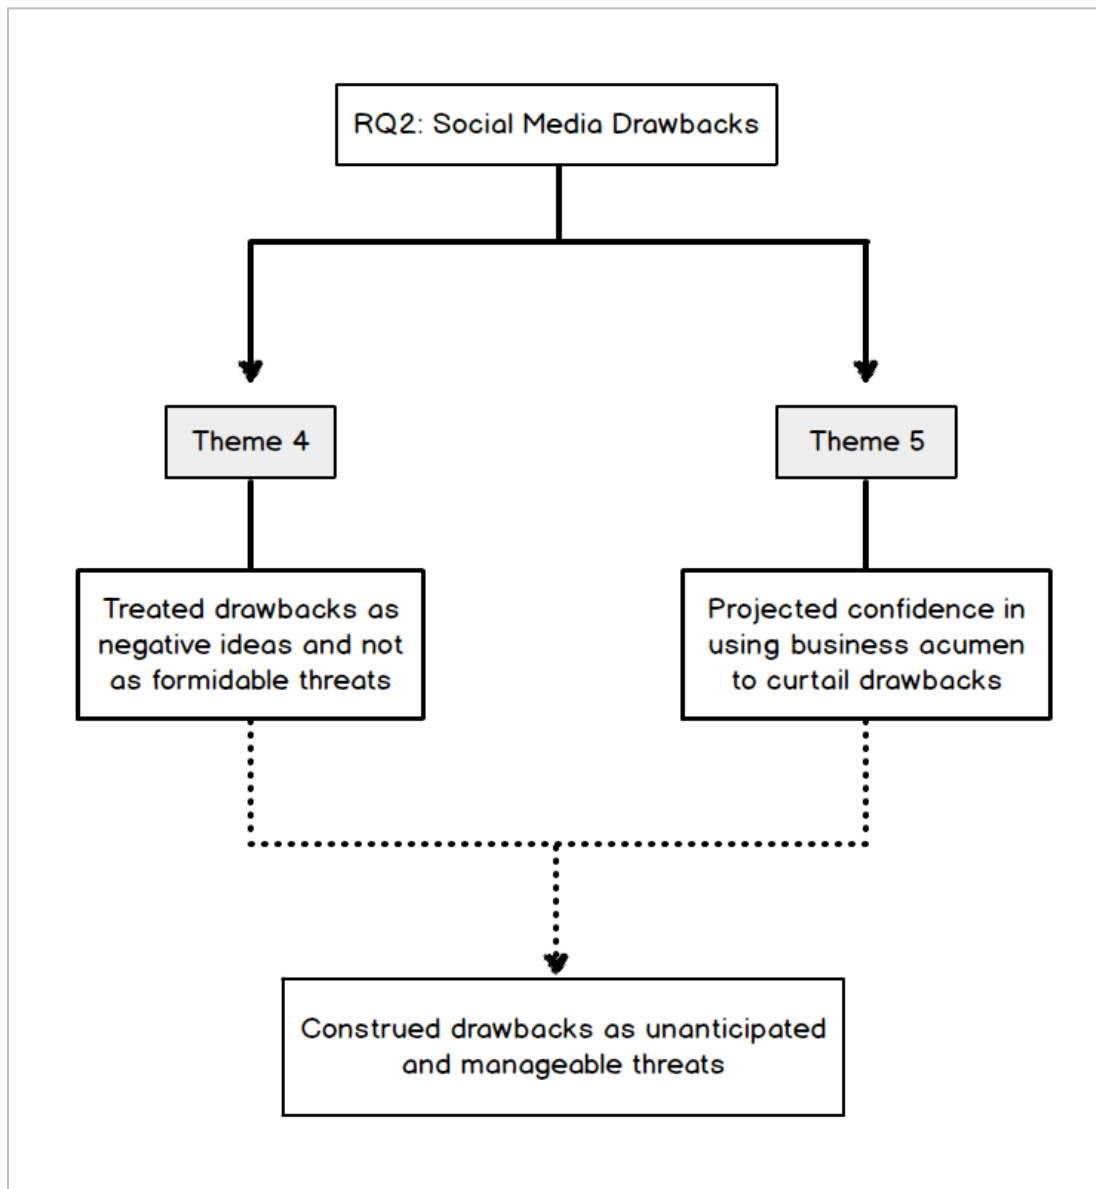 RQ2: Social Media Drawbacks
Theme 4
Theme 5
Treated drawbacks as
negative ideas and not
as formidable threats
Projected confidence in
using business acumen
to curtail drawbacks
Construed drawbacks as unanticipated
and manageable threats